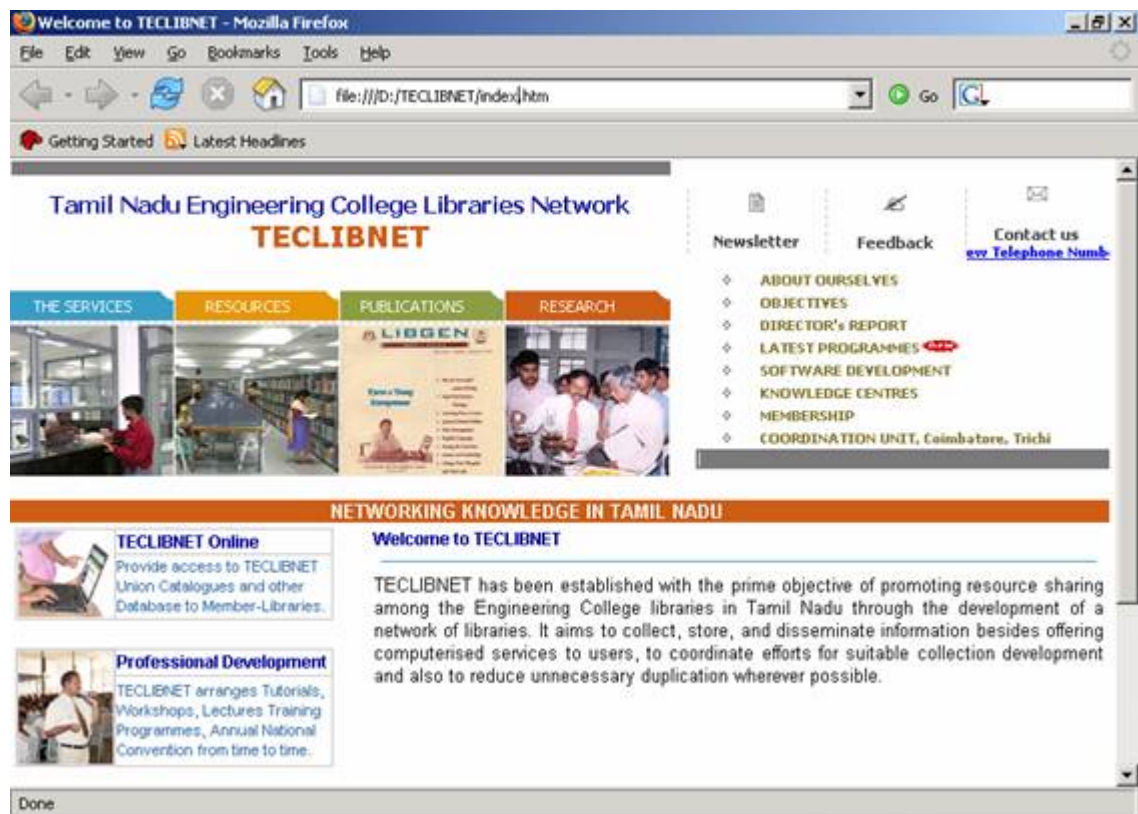 Welcome to TECLIBNET - Mozilla Firefox
File Edit View Go Bookmarks Tools Help
file:///D:/TECLIBNET/index.htm
Go
G
Getting Started Latest Headlines
Tamil Nadu Engineering College Libraries Network
TECLIBNET
Newsletter
Feedback
Contact us
ew Telephone Numb
THE SERVICES
RESOURCES
PUBLICATIONS
RESEARCH
LIBGEN
ABOUT OURSELVES
OBJECTIVES
DIRECTOR's REPORT
LATEST PROGRAMMES
SOFTWARE DEVELOPMENT
KNOWLEDGE CENTRES
MEMBERSHIP
COORDINATION UNIT, Coimbatore, Trichi
NETWORKING KNOWLEDGE IN TAMIL NADU
TECLIBNET Online
Provide access to TECLIBNET
Union Catalogues and other
Database to Member-Libraries.
Professional Development
TECLIBNET arranges Tutorials,
Workshops, Lectures Training
Programmes, Annual National
Convention from time to time.
Welcome to TECLIBNET
TECLIBNET has been established with the prime objective of promoting resource sharing
among the Engineering College libraries in Tamil Nadu through the development of a
network of libraries. It aims to collect, store, and disseminate information besides offering
computerised services to users, to coordinate efforts for suitable collection development
and also to reduce unnecessary duplication wherever possible.
Done